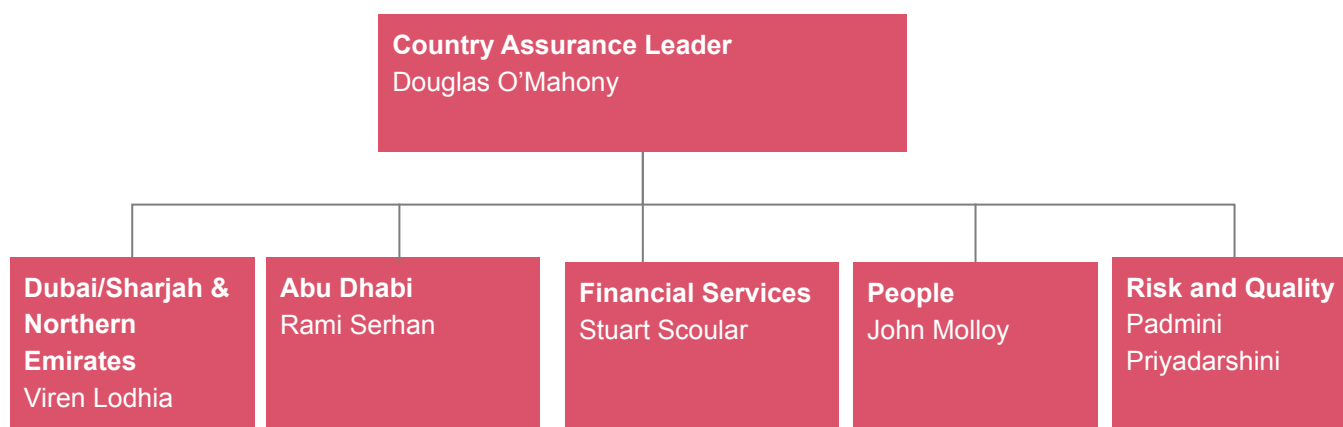 Country Assurance Leader
Douglas O’Mahony
Dubai/Sharjah &
Northern
Emirates
Viren Lodhia
Abu Dhabi
Rami Serhan
Financial Services
Stuart Scoular
People
John Molloy
Risk and Quality
Padmini
Priyadarshini